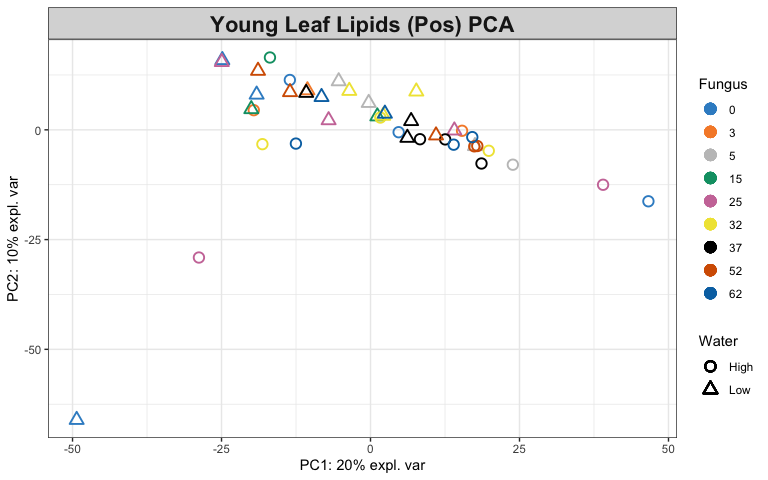 Young Leaf Lipids (Pos) PCA
PC2: 10% expl. var
0
-25
-50
-50
-25
0
25
50
PC1: 20% expl. var
Fungus
0
3
5
15
25
32
37
52
62
Water
High
Low